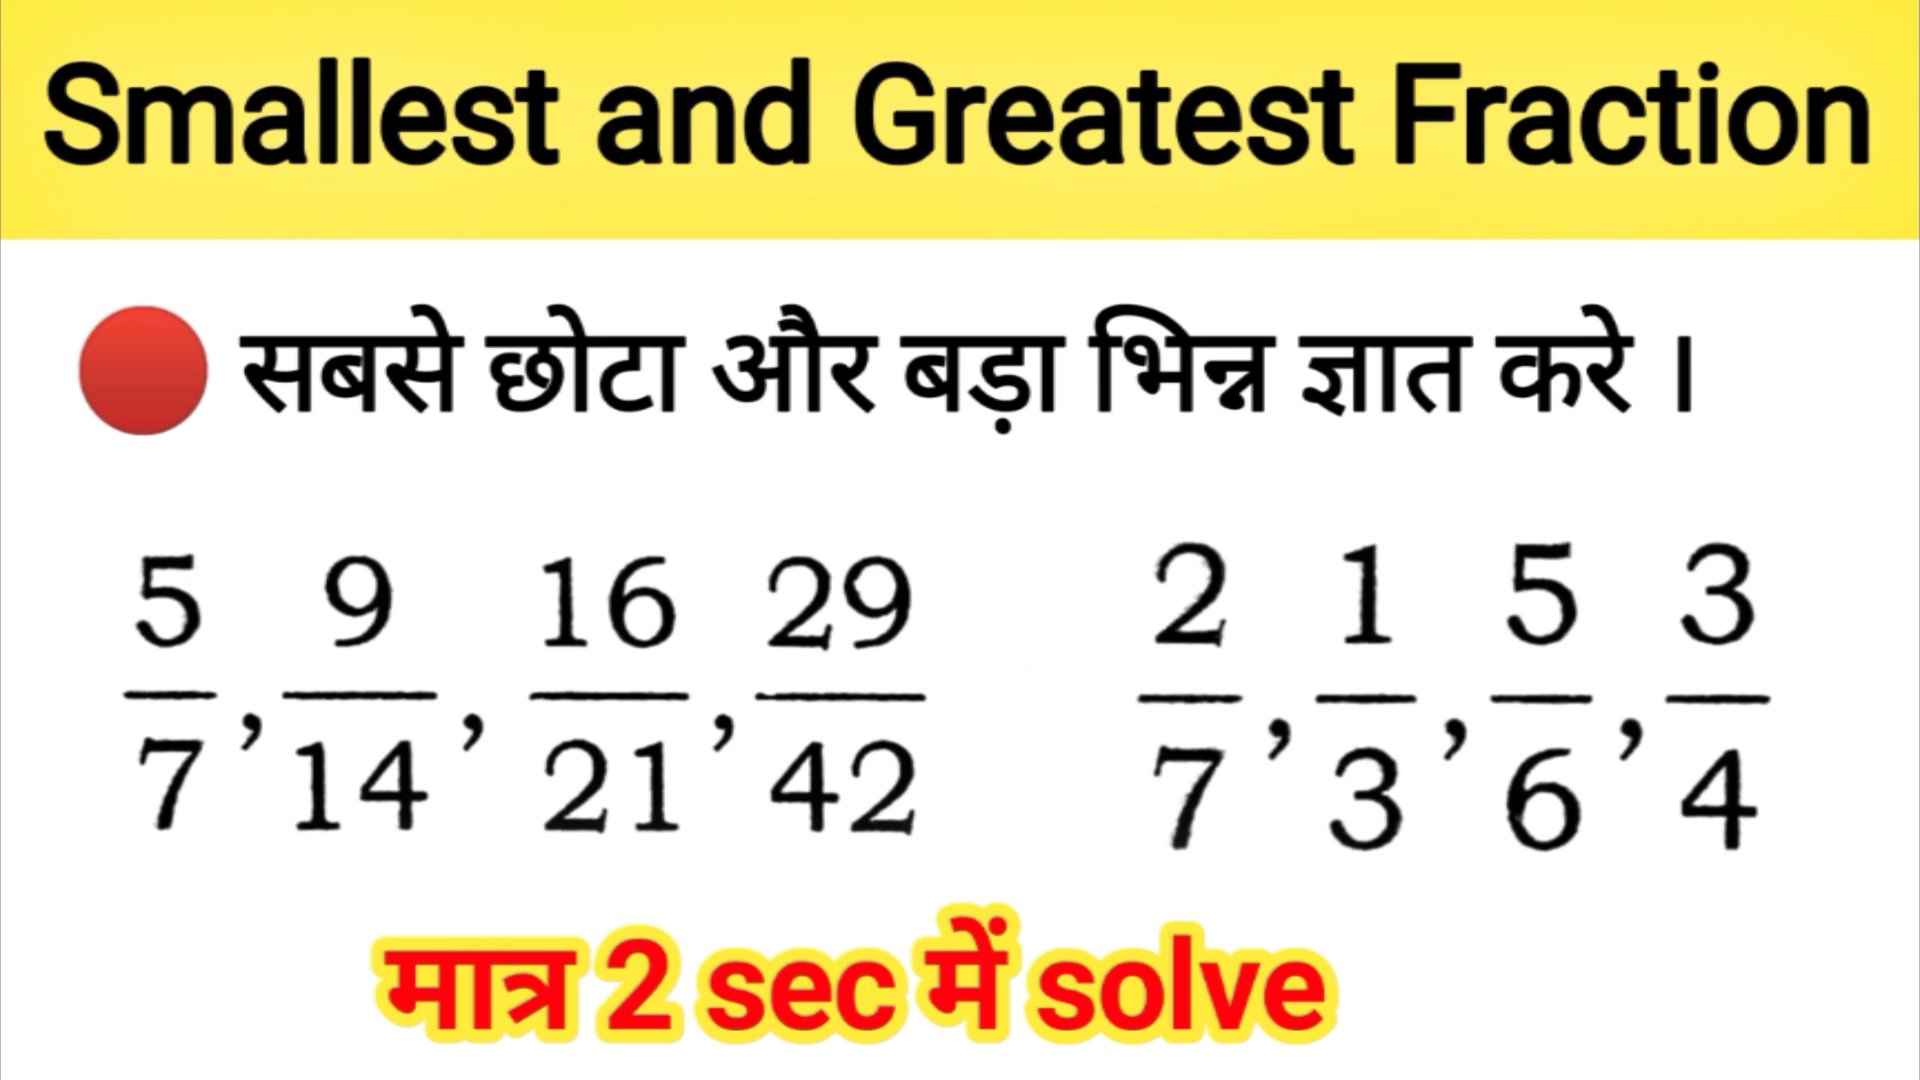 Smallest and Greatest Fraction
सबसे छोटा और बड़ा भिन्न ज्ञात करे ।
5/7, 9/14, 16/21, 29/42 2/7, 1/3, 5/6, 3/4
मात्र 2 sec में solve